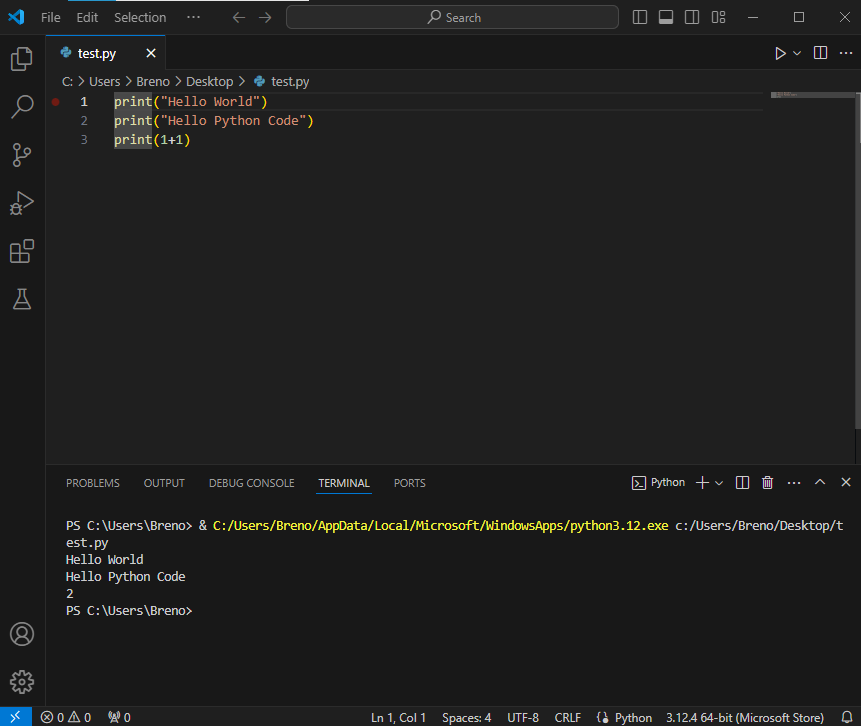 File Edit Selection ··· Search
test.py
C: > Users > Breno > Desktop > test.py
1 print("Hello World")
2 print("Hello Python Code")
3 print(1+1)
PROBLEMS OUTPUT DEBUG CONSOLE TERMINAL PORTS Python
PS C:\Users\Breno> & C:/Users/Breno/AppData/Local/Microsoft/WindowsApps/python3.12.exe c:/Users/Breno/Desktop/t
est.py
Hello World
Hello Python Code
2
PS C:\Users\Breno>
0 0 0 Ln 1, Col 1 Spaces: 4 UTF-8 CRLF Python 3.12.4 64-bit (Microsoft Store)